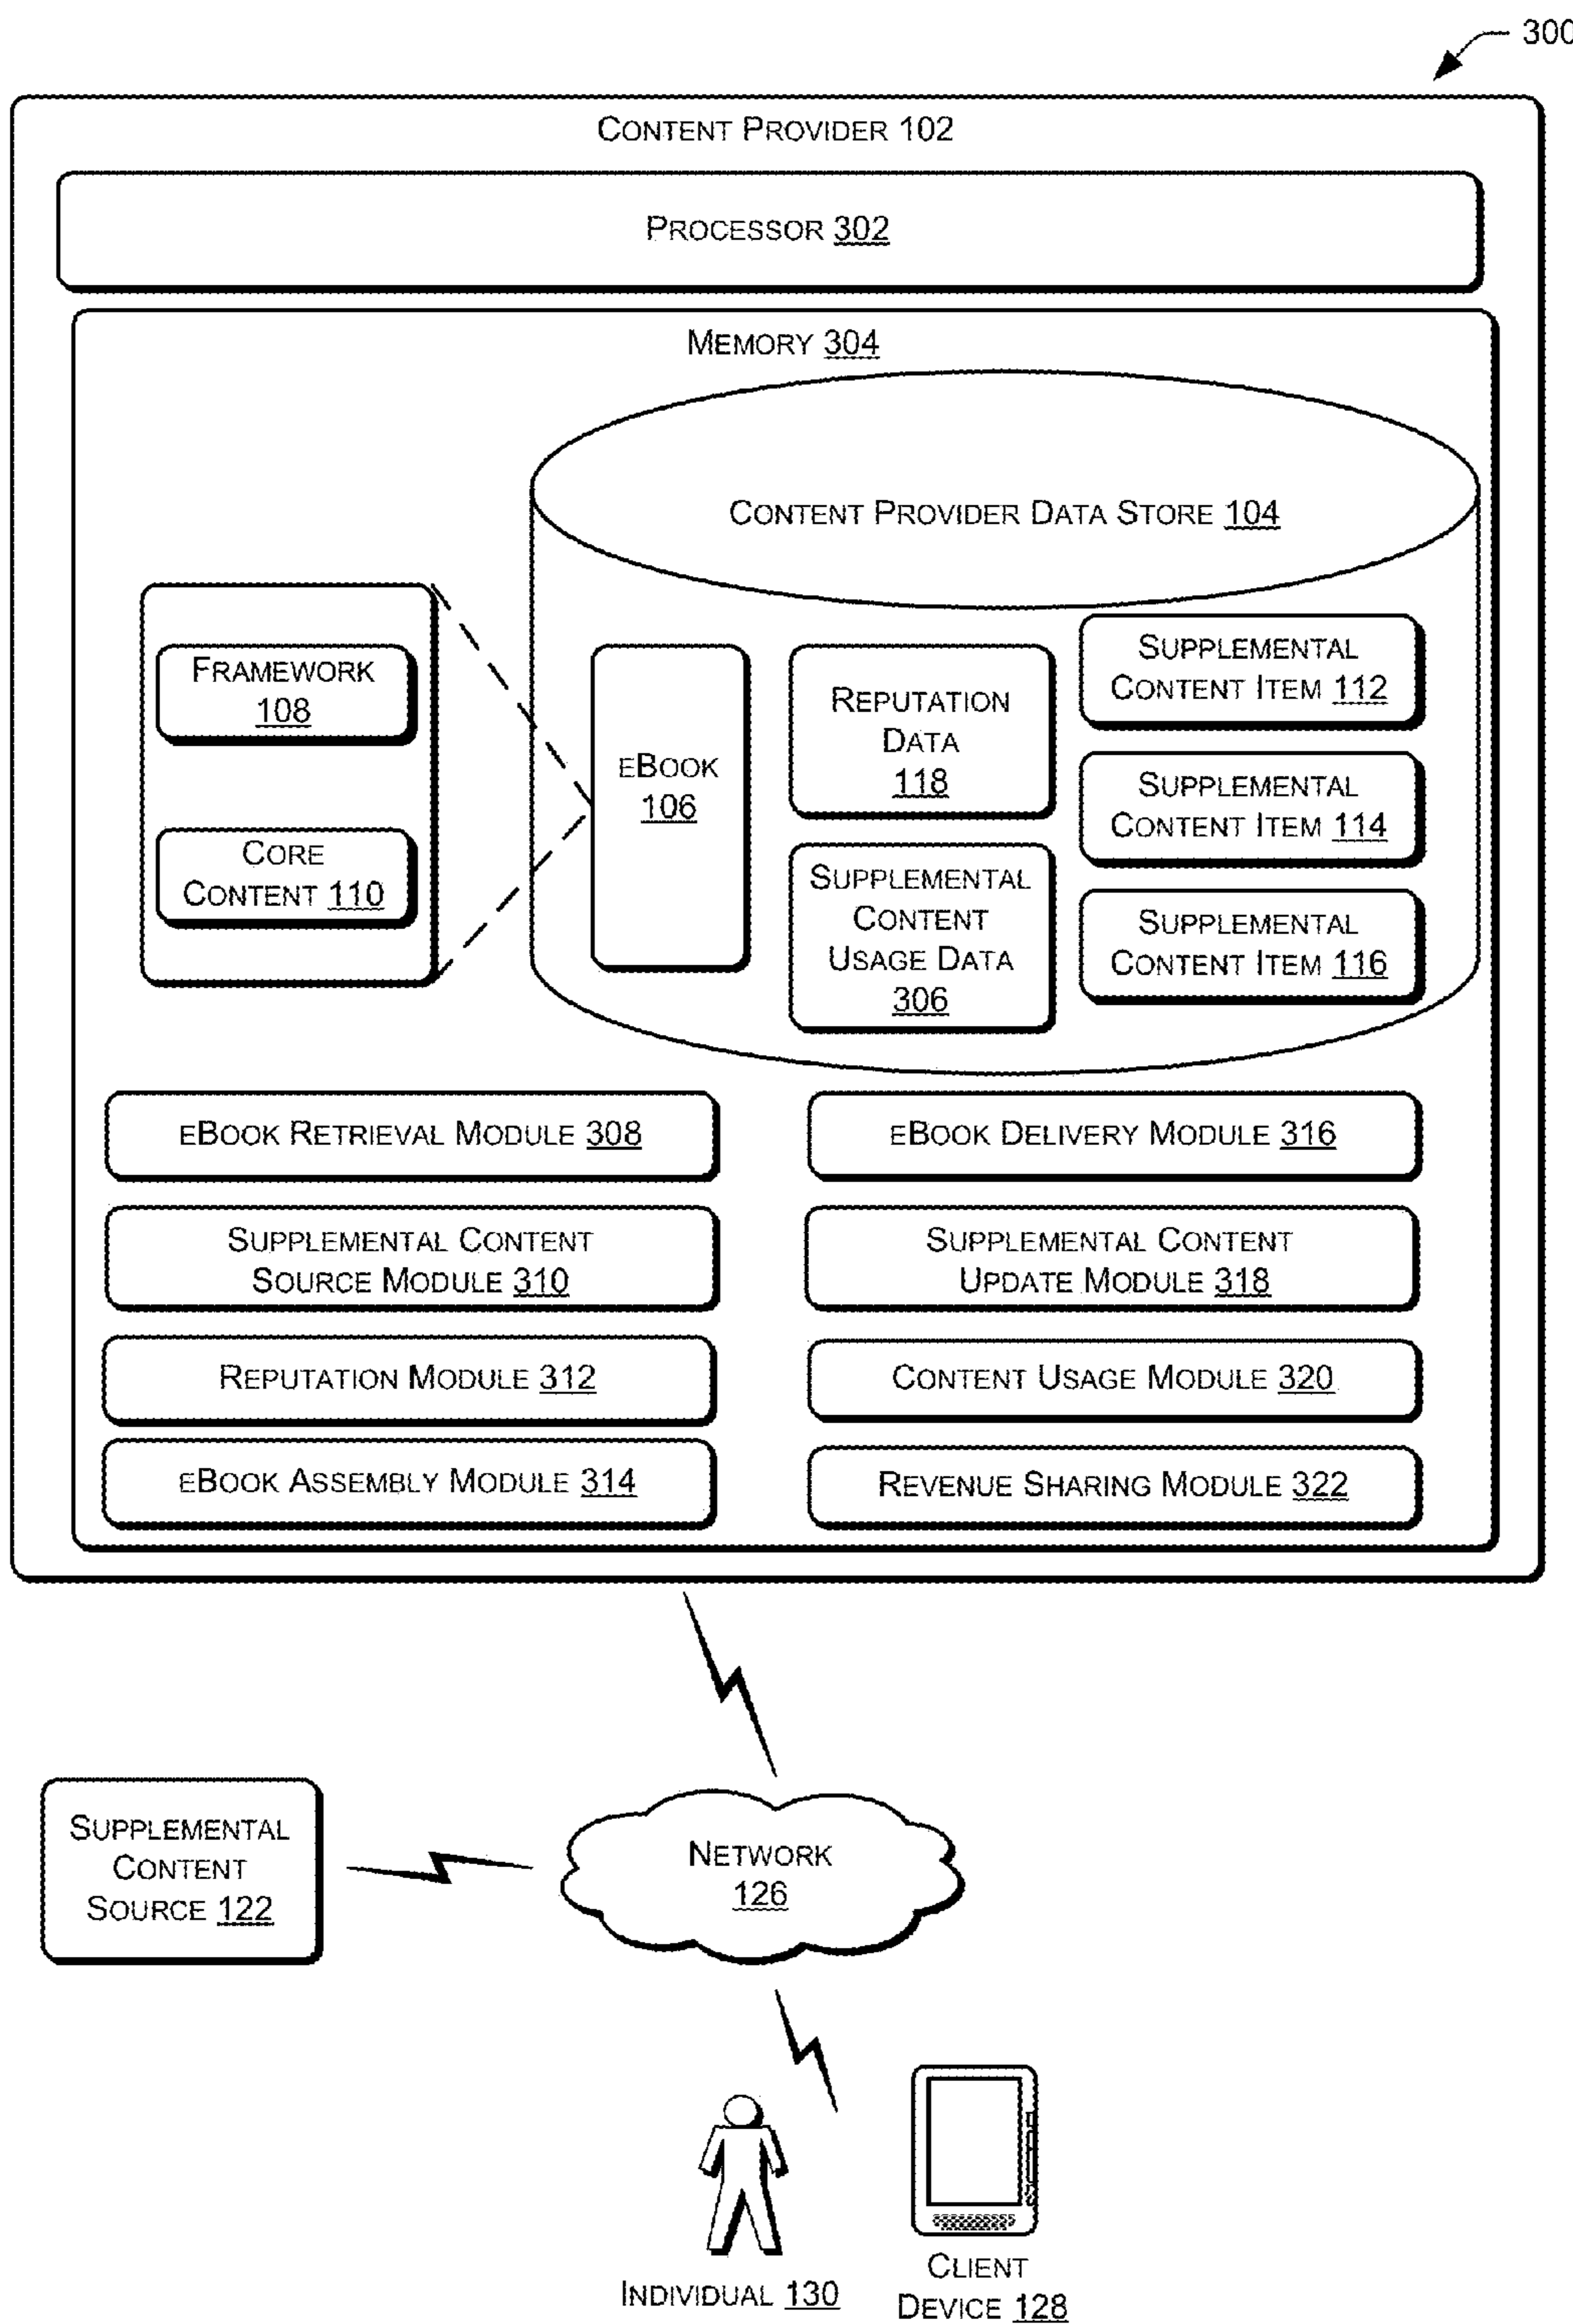 300
CONTENT PROVIDER 102
PROCESSOR 302
MEMORY 304
CONTENT PROVIDER DATA STORE 104
FRAMEWORK
108
CORE
CONTENT 110
EBOOK
106
REPUTATION
DATA
118
SUPPLEMENTAL
CONTENT
USAGE DATA
306
SUPPLEMENTAL
CONTENT ITEM 112
SUPPLEMENTAL
CONTENT ITEM 114
SUPPLEMENTAL
CONTENT ITEM 116
EBOOK RETRIEVAL MODULE 308
EBOOK DELIVERY MODULE 316
SUPPLEMENTAL CONTENT
SOURCE MODULE 310
SUPPLEMENTAL CONTENT
UPDATE MODULE 318
REPUTATION MODULE 312
CONTENT USAGE MODULE 320
EBOOK ASSEMBLY MODULE 314
REVENUE SHARING MODULE 322
SUPPLEMENTAL
CONTENT
SOURCE 122
NETWORK
126
INDIVIDUAL 130
CLIENT
DEVICE 128